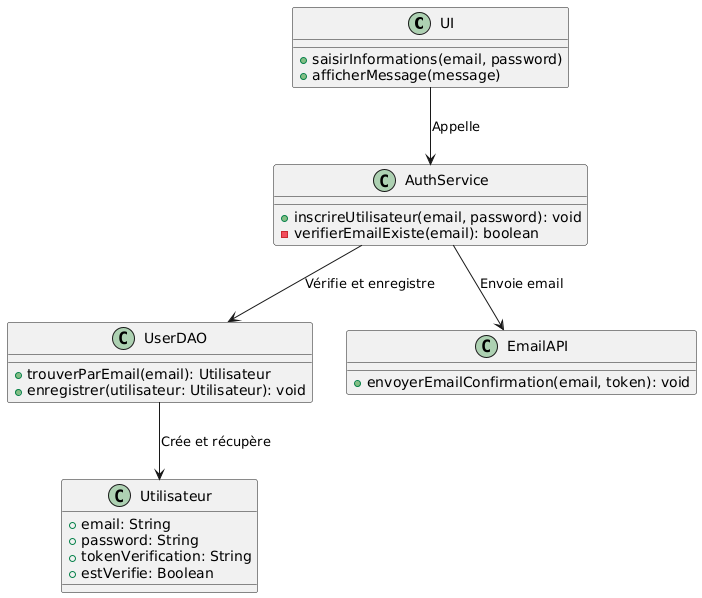 C UI
saisirInformations(email, password)
afficherMessage(message)
Appelle
C AuthService
inscrireUtilisateur(email, password): void
verifierEmailExiste(email): boolean
Vérifie et enregistre
Envoie email
C UserDAO
trouverParEmail(email): Utilisateur
enregistrer(utilisateur: Utilisateur): void
C EmailAPI
envoyerEmailConfirmation(email, token): void
Crée et récupère
C Utilisateur
email: String
password: String
tokenVerification: String
estVerifie: Boolean